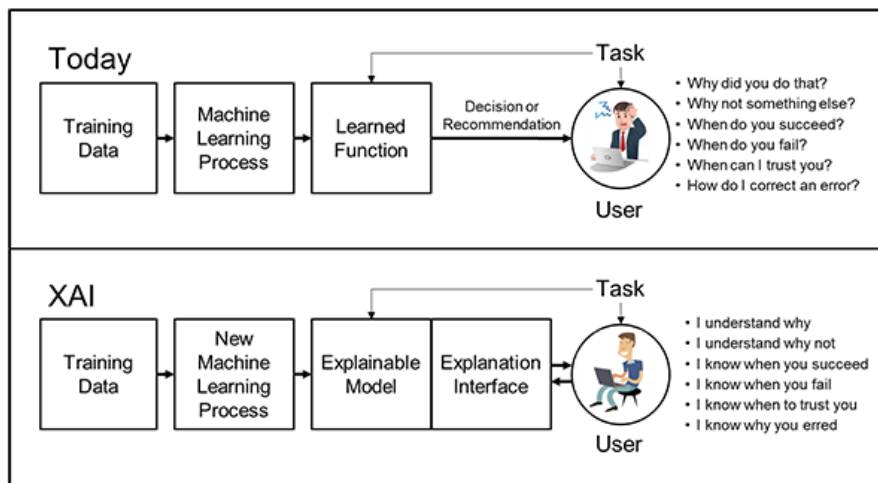 Today
Task
Training
Data
Machine
Learning
Process
Learned
Function
Decision or
Recommendation
User
• Why did you do that?
• Why not something else?
• When do you succeed?
• When do you fail?
• When can I trust you?
• How do I correct an error?
XAI
Task
Training
Data
New
Machine
Learning
Process
Explainable
Model
Explanation
Interface
User
• I understand why
• I understand why not
• I know when you succeed
• I know when you fail
• I know when to trust you
• I know why you erred